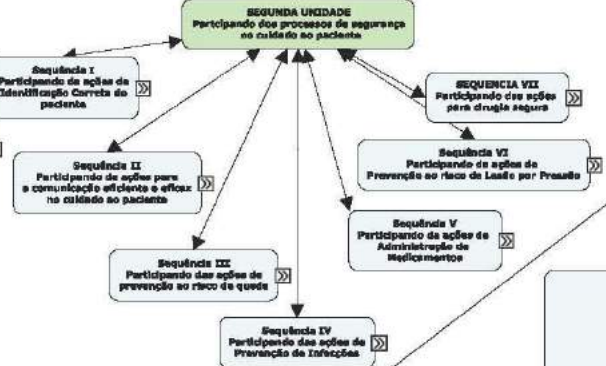 SEGUNDA UNIDADE
Participando dos processos de segurança
no cuidado ao paciente
Sequência I
Participando de ações de
Identificação Correta do
paciente
Sequência II
Participando de ações para
a comunicação eficiente e eficaz
no cuidado ao paciente
Sequência III
Participando das ações de
prevenção ao risco de queda
Sequência IV
Participando das ações de
Prevenção de Infecções
Sequência V
Participando da ações de
Administração de
Medicamentos
Sequência VI
Participando de ações de
Prevenção ao risco de Lesão por Pressão
SEQUENCIA VII
Participando das ações
para cirugia segura